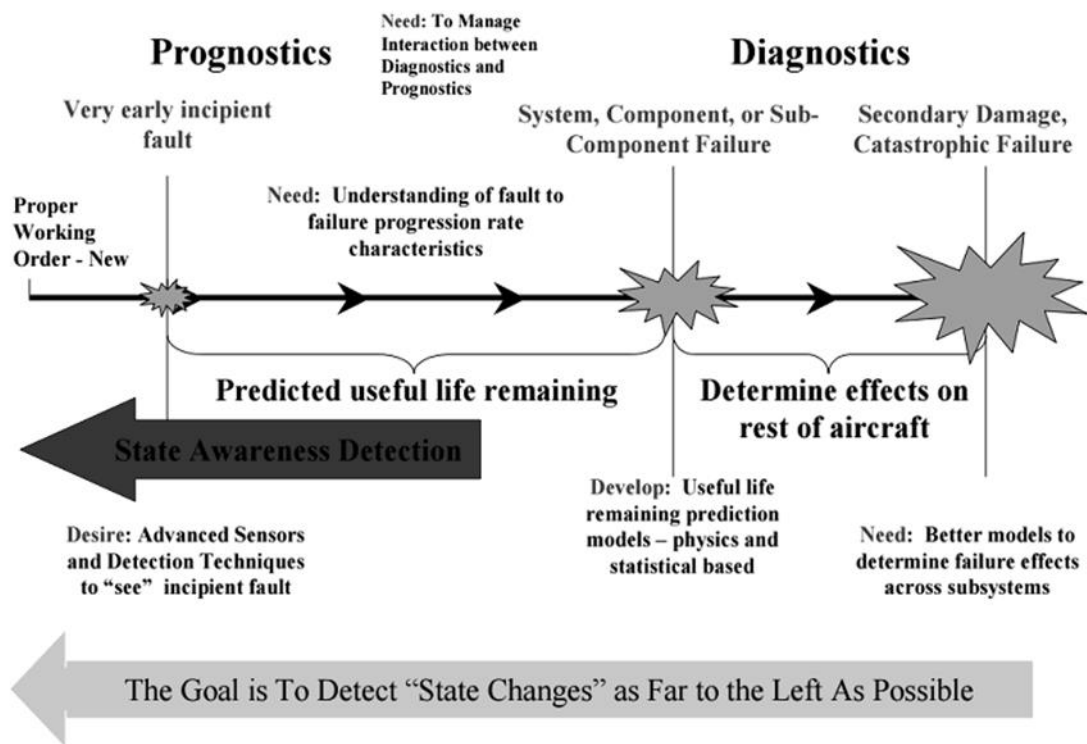 Need: To Manage
Interaction between
Diagnostics and
Prognostics
Prognostics
Diagnostics
Very early incipient
fault
System, Component, or Sub-
Component Failure
Secondary Damage,
Catastrophic Failure
Proper
Working
Order - New
Need: Understanding of fault to
failure progression rate
characteristics
Predicted useful life remaining
Determine effects on
rest of aircraft
State Awareness Detection
Desire: Advanced Sensors
and Detection Techniques
to “see” incipient fault
Develop: Useful life
remaining prediction
models – physics and
statistical based
Need: Better models to
determine failure effects
across subsystems
The Goal is To Detect “State Changes” as Far to the Left As Possible